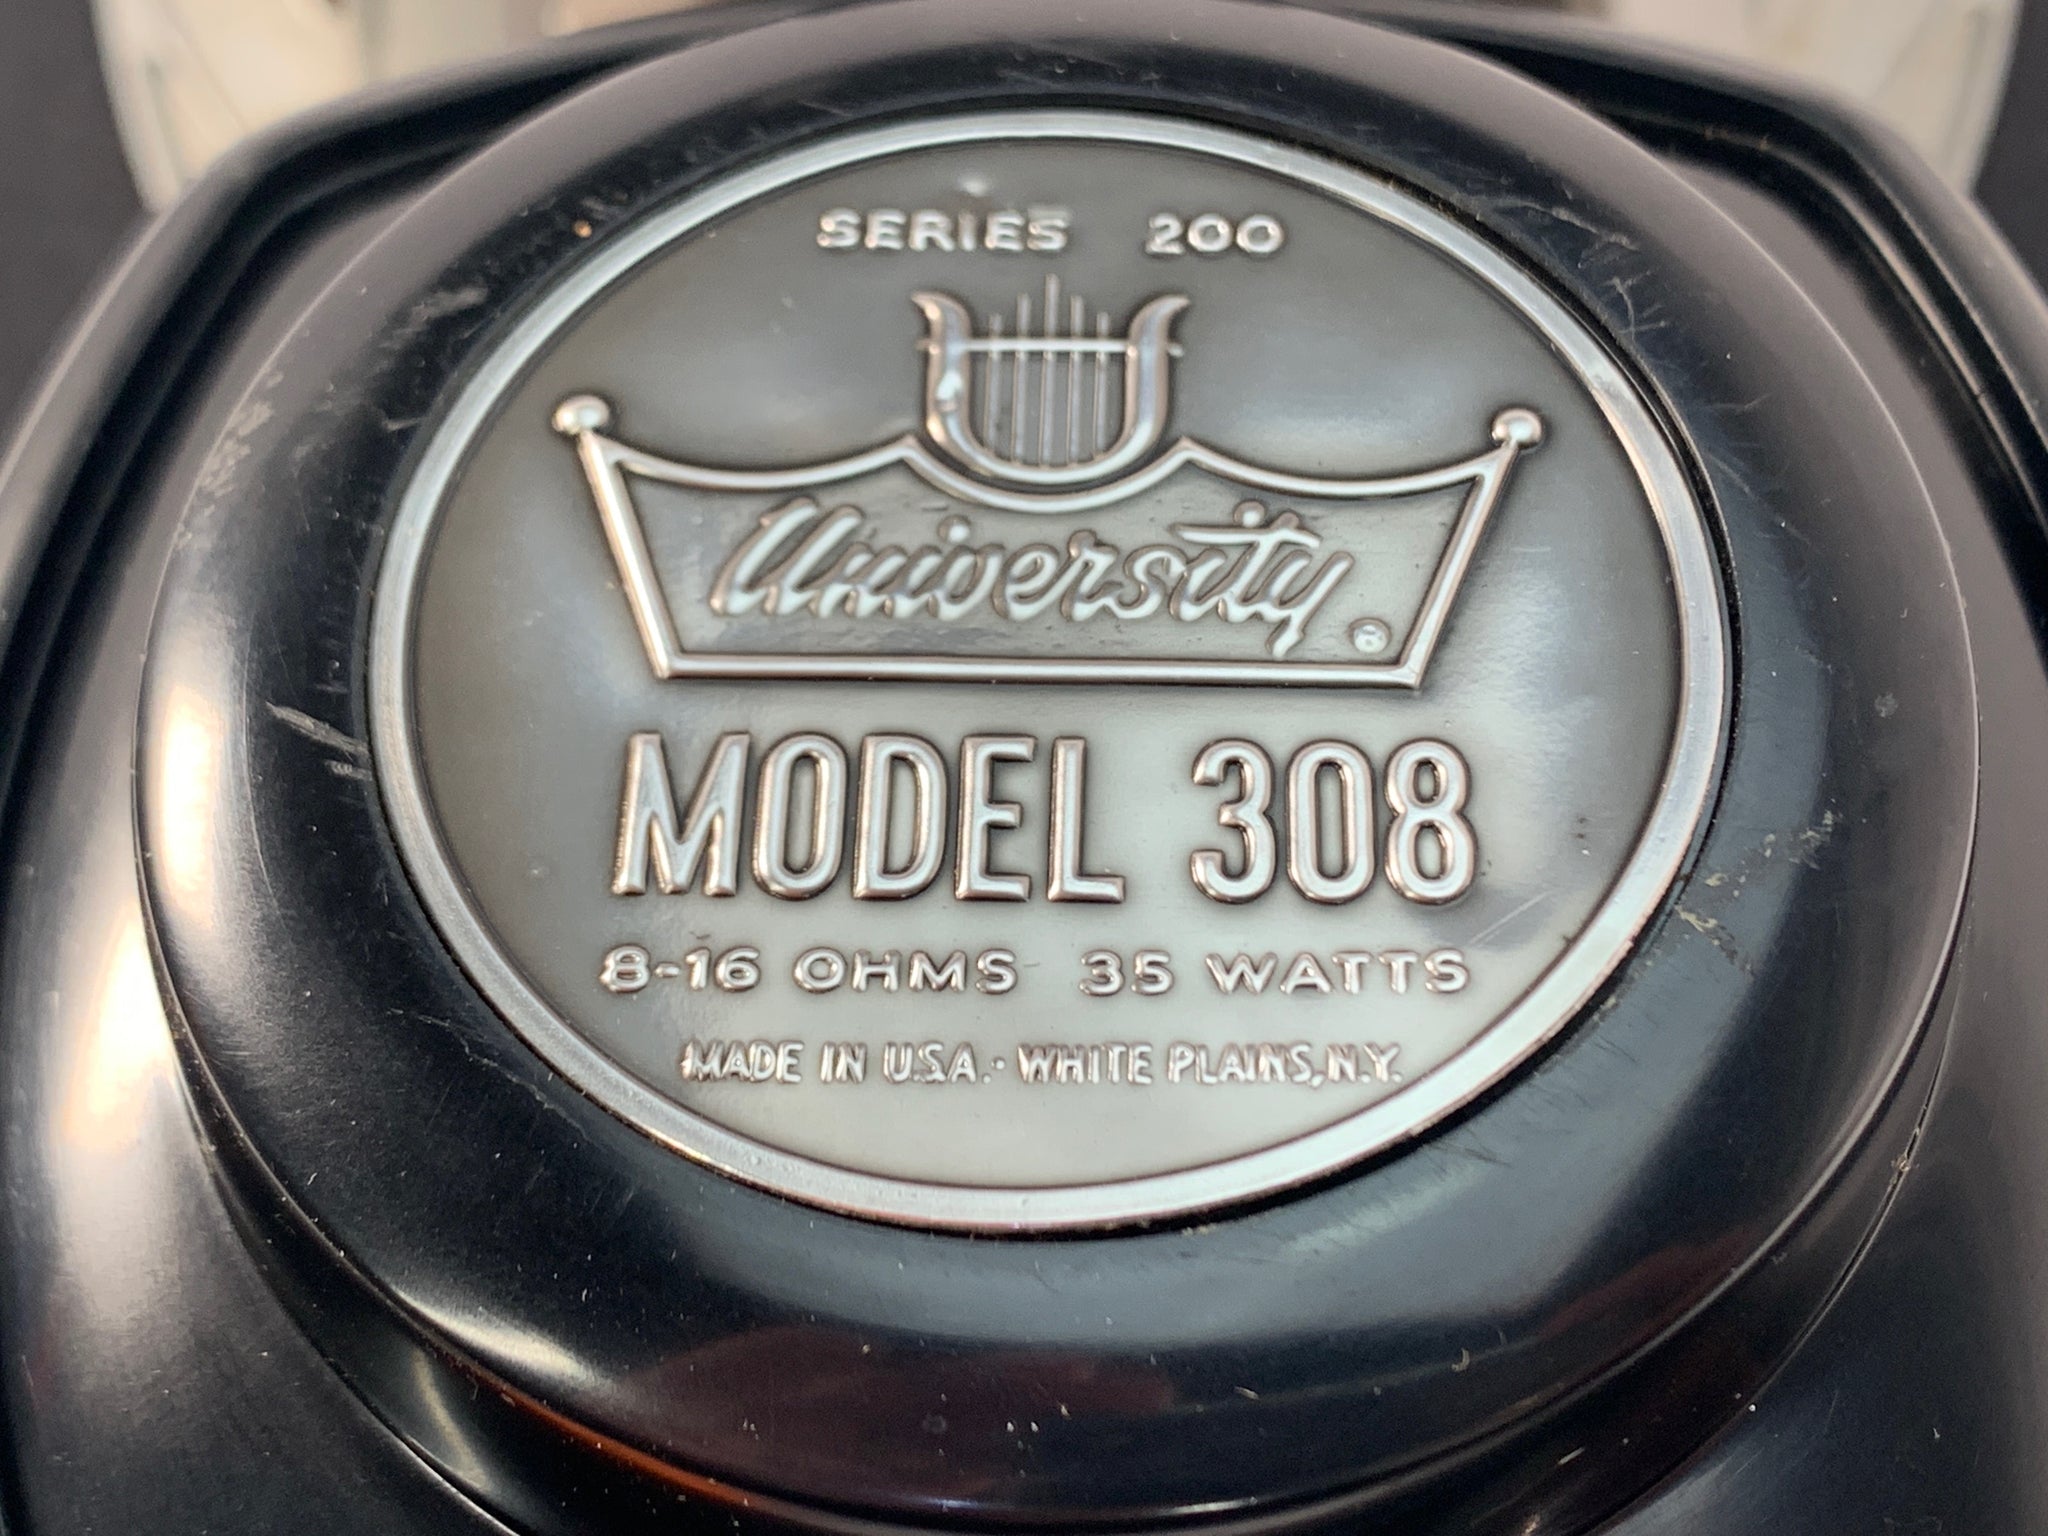 SERIES 200
University ®
MODEL 308
8-16 OHMS 35 WATTS
MADE IN U.S.A. · WHITE PLAINS, N.Y.